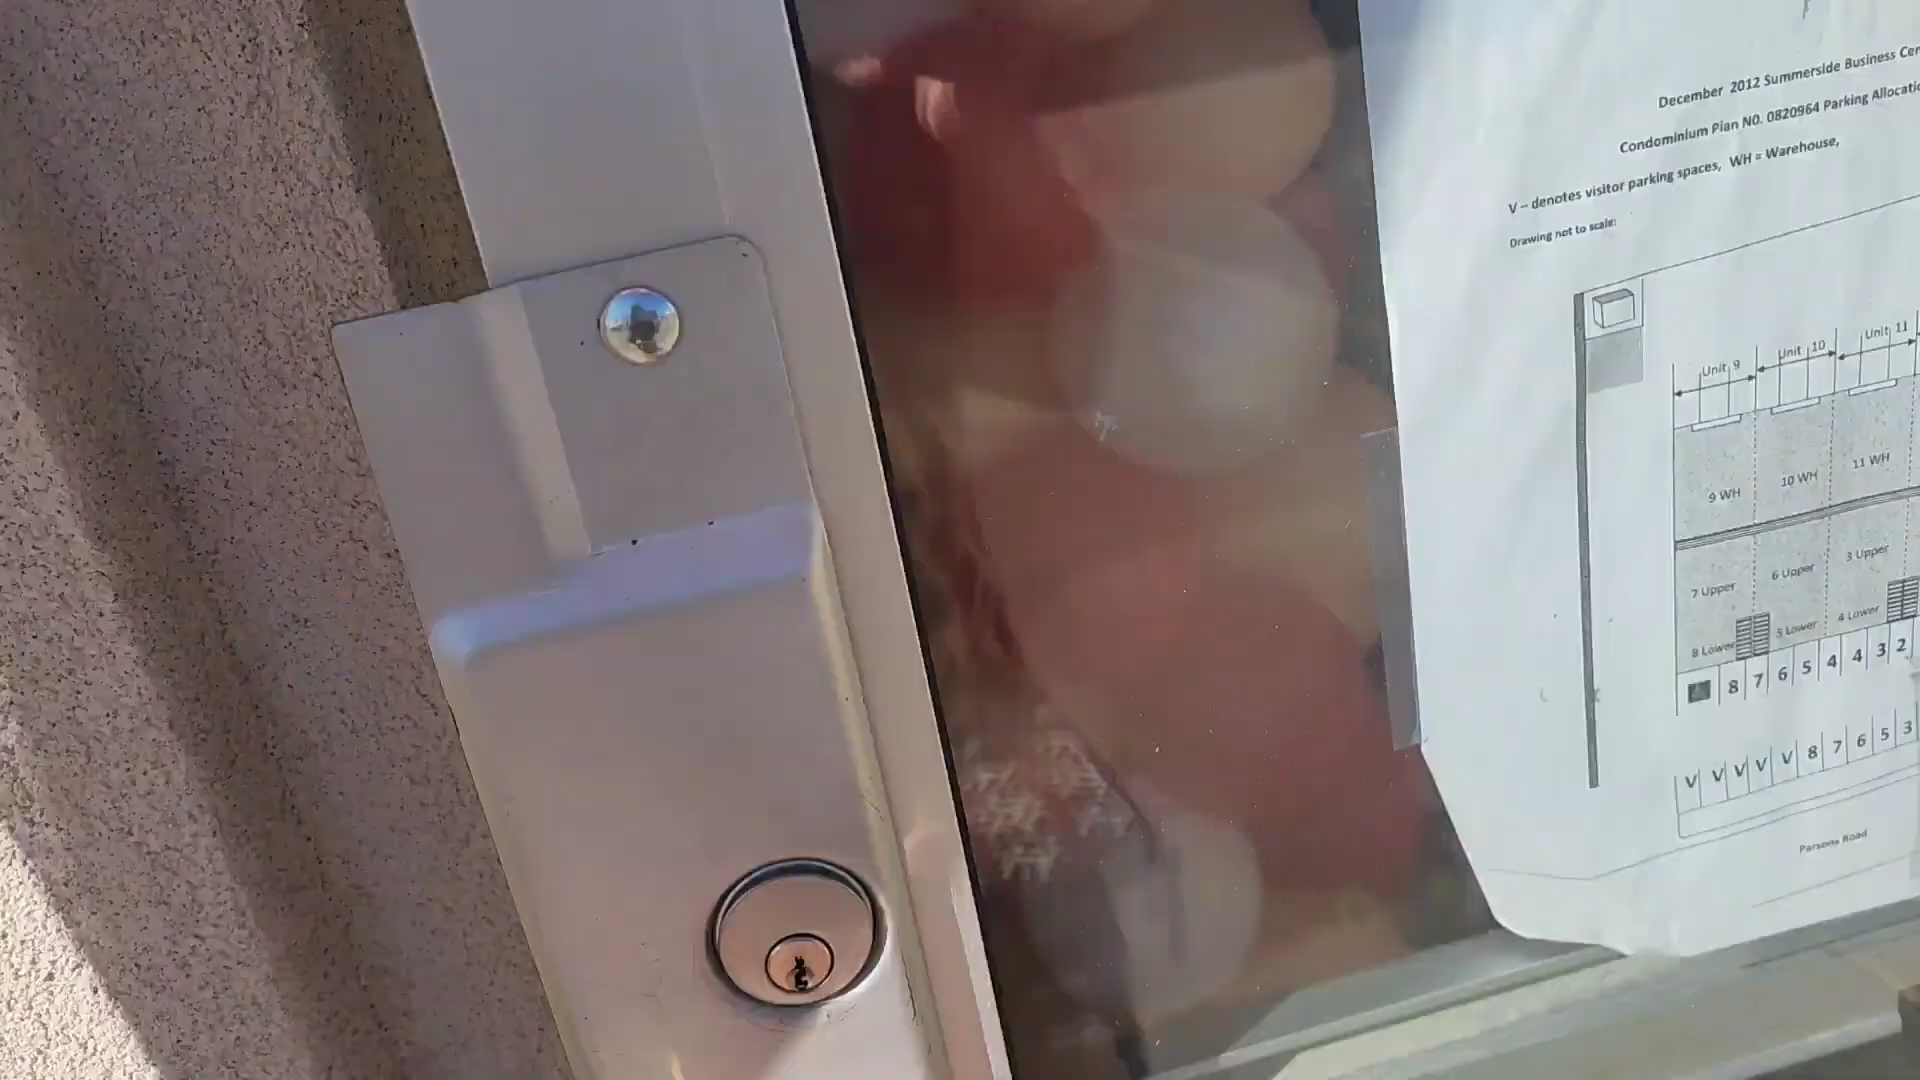 December 2012 Summerside Business
Condominium Plan N0. 0820964 Parking
V – denotes visitor parking spaces, WH = Warehouse,
Drawing not to scale:
Unit 9 Unit 10 Unit 11
9 WH 10 WH 11 WH
7 Upper 6 Upper 3 Upper
8 Lower 5 Lower 4 Lower
8 7 6 5 4 4 3 2
V V V V V 8 7 6 5 3
Parsons Road